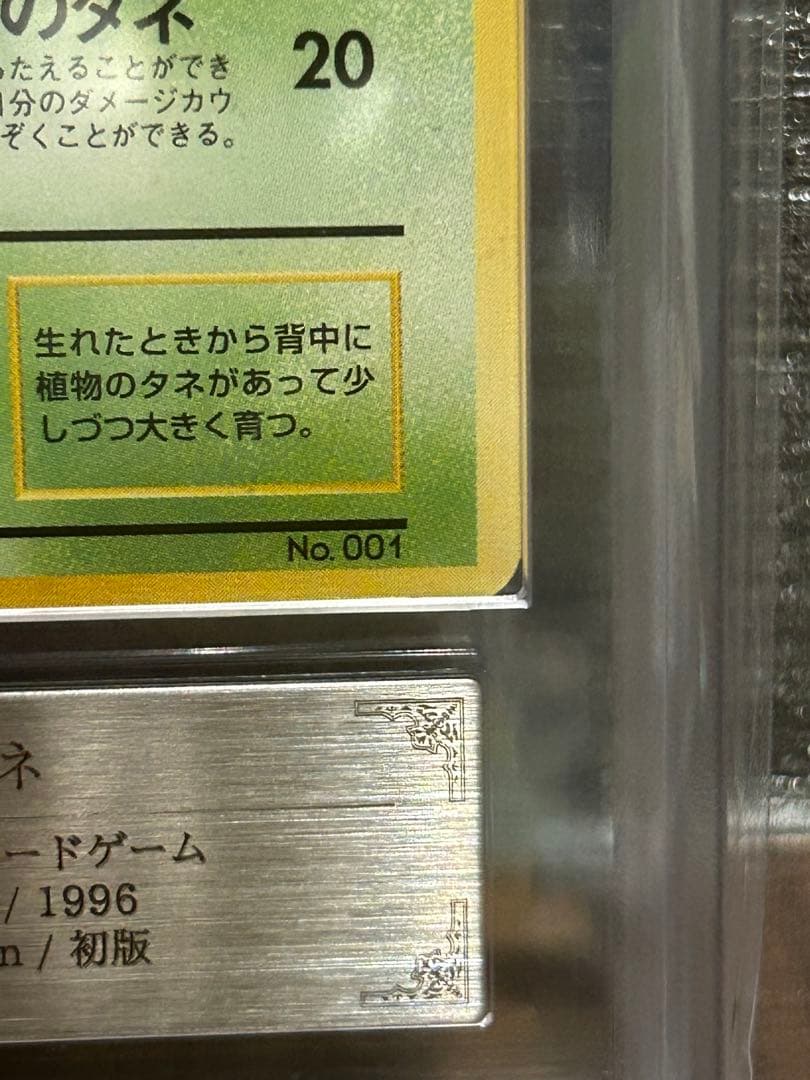 のタネ
20
たえることができ
分のダメージカウ
ぞくことができる。
生れたときから背中に
植物のタネがあって少
しづつ大きく育つ。
No.001
ネ
ードゲーム
/ 1996
n / 初版